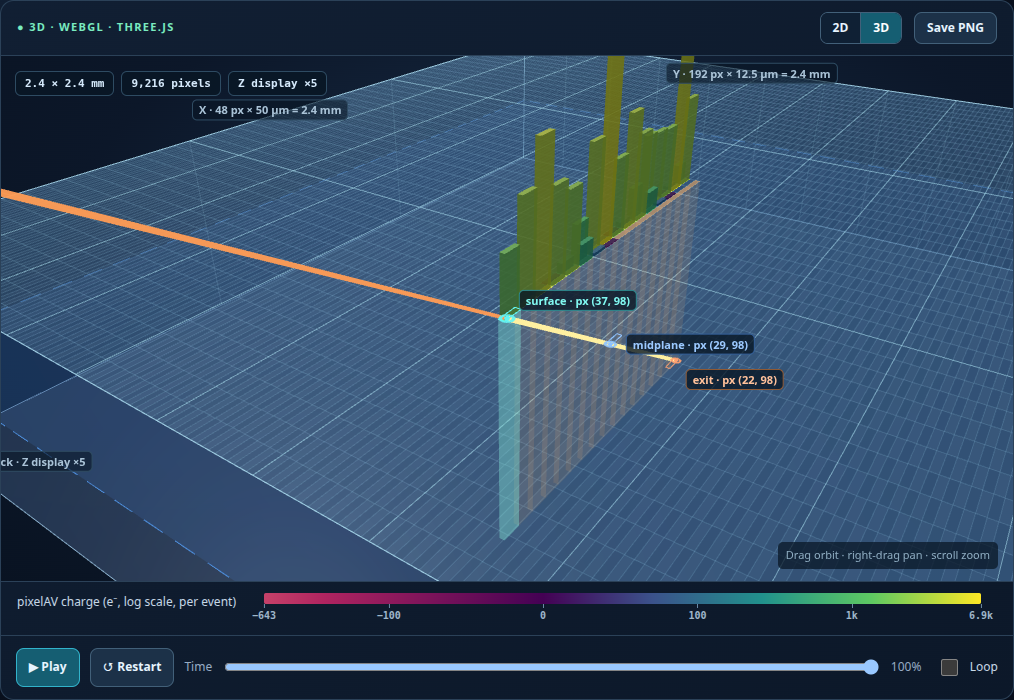 ● 3D · WEBGL · THREE.JS
2D 3D Save PNG
2.4 × 2.4 mm 9,216 pixels Z display ×5
Y · 192 px × 12.5 μm = 2.4 mm
X · 48 px × 50 μm = 2.4 mm
surface · px (37, 98)
midplane · px (29, 98)
exit · px (22, 98)
ck · Z display ×5
Drag orbit · right-drag pan · scroll zoom
pixelAV charge (e⁻, log scale, per event)
−643 −100 0 100 1k 6.9k
▶ Play ↺ Restart Time 100% Loop